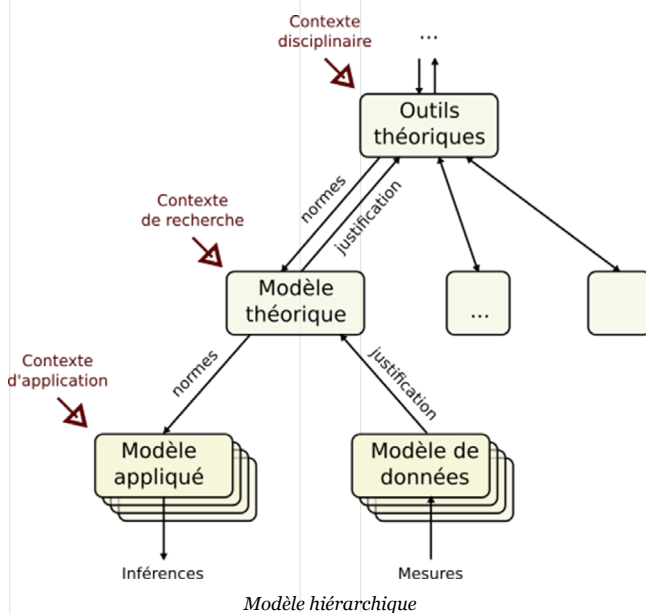 Contexte
disciplinaire
...
Outils
théoriques
normes
justification
Contexte
de recherche
Modèle
théorique
...
normes
justification
Contexte
d'application
Modèle
appliqué
Modèle de
données
Inférences
Mesures
Modèle hiérarchique